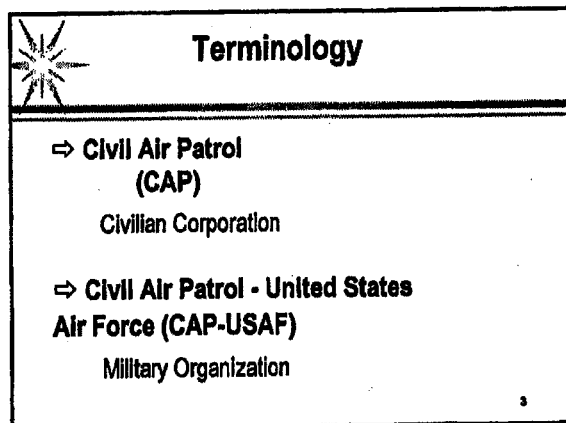 Terminology
⇨ Civil Air Patrol
(CAP)
Civilian Corporation
⇨ Civil Air Patrol - United States
Air Force (CAP-USAF)
Military Organization
3